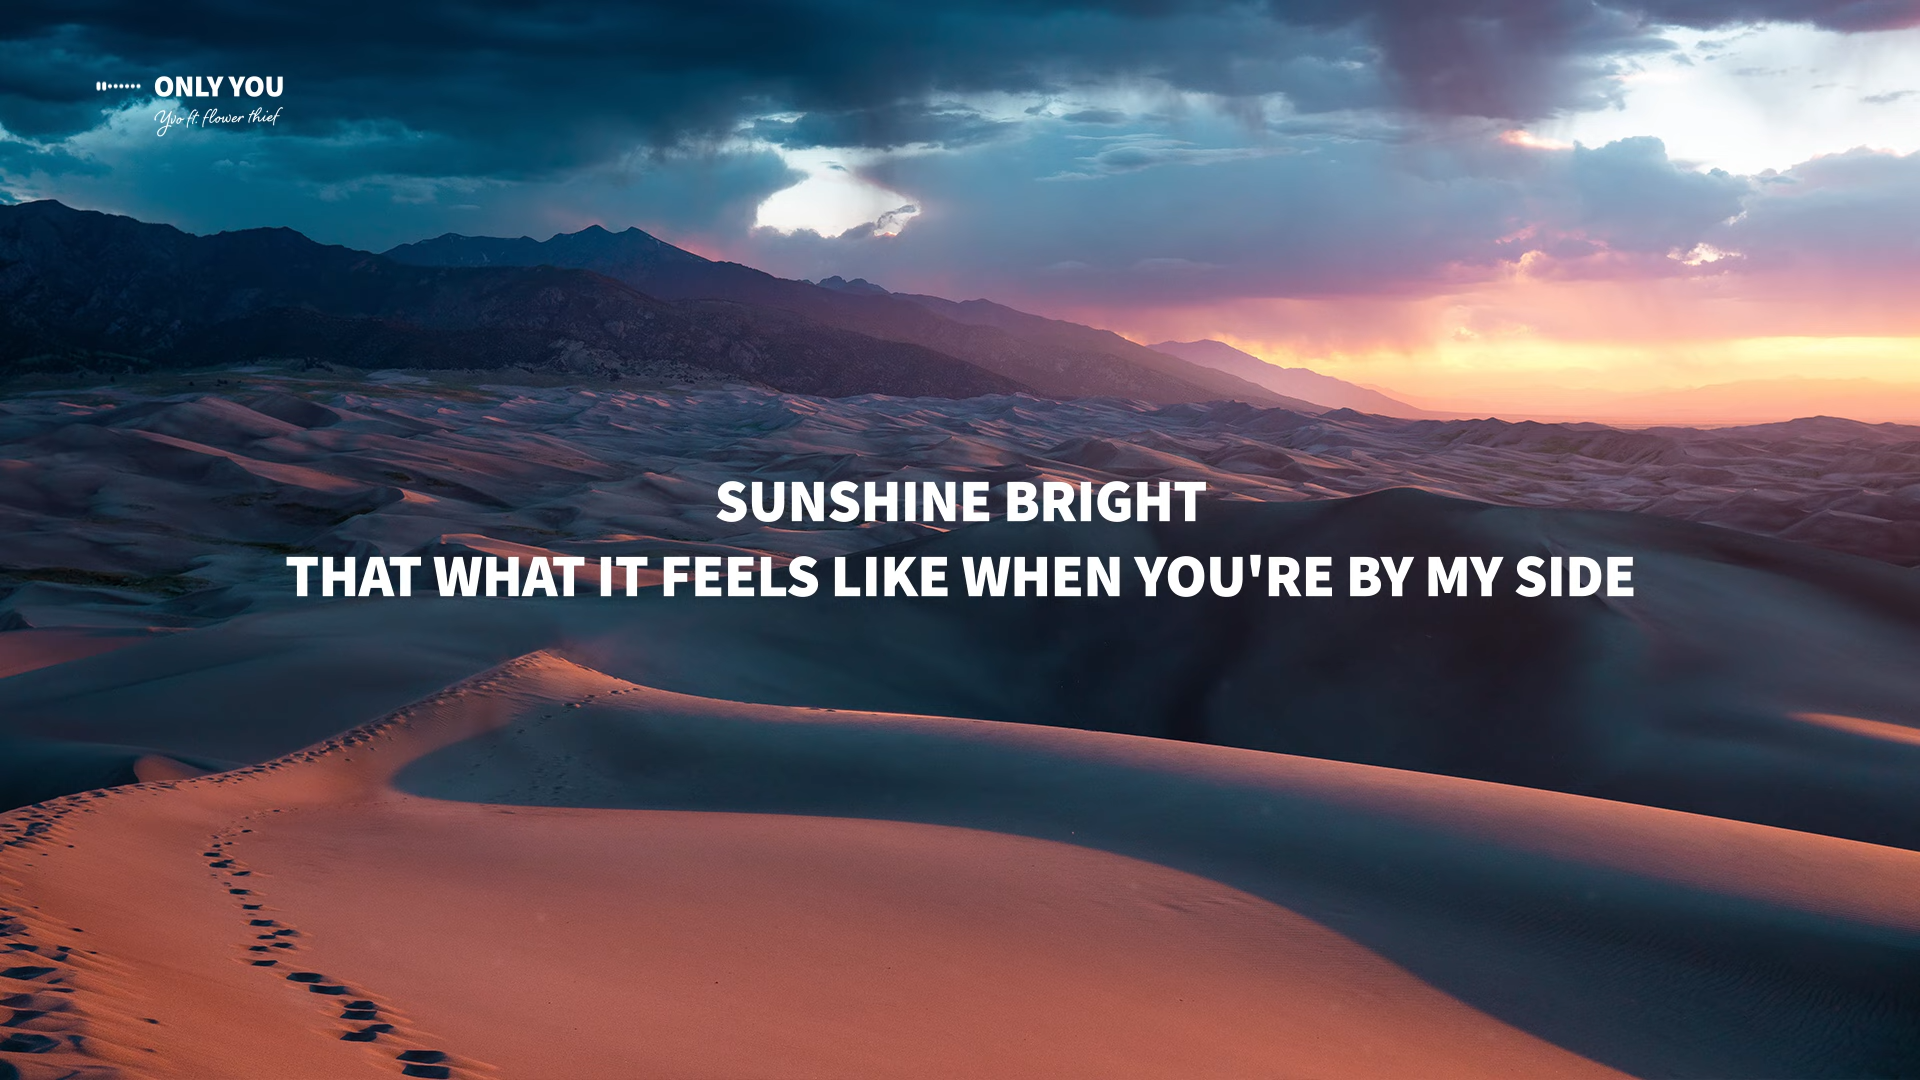 ONLY YOU
Yvo ft. flower thief
SUNSHINE BRIGHT
THAT WHAT IT FEELS LIKE WHEN YOU'RE BY MY SIDE